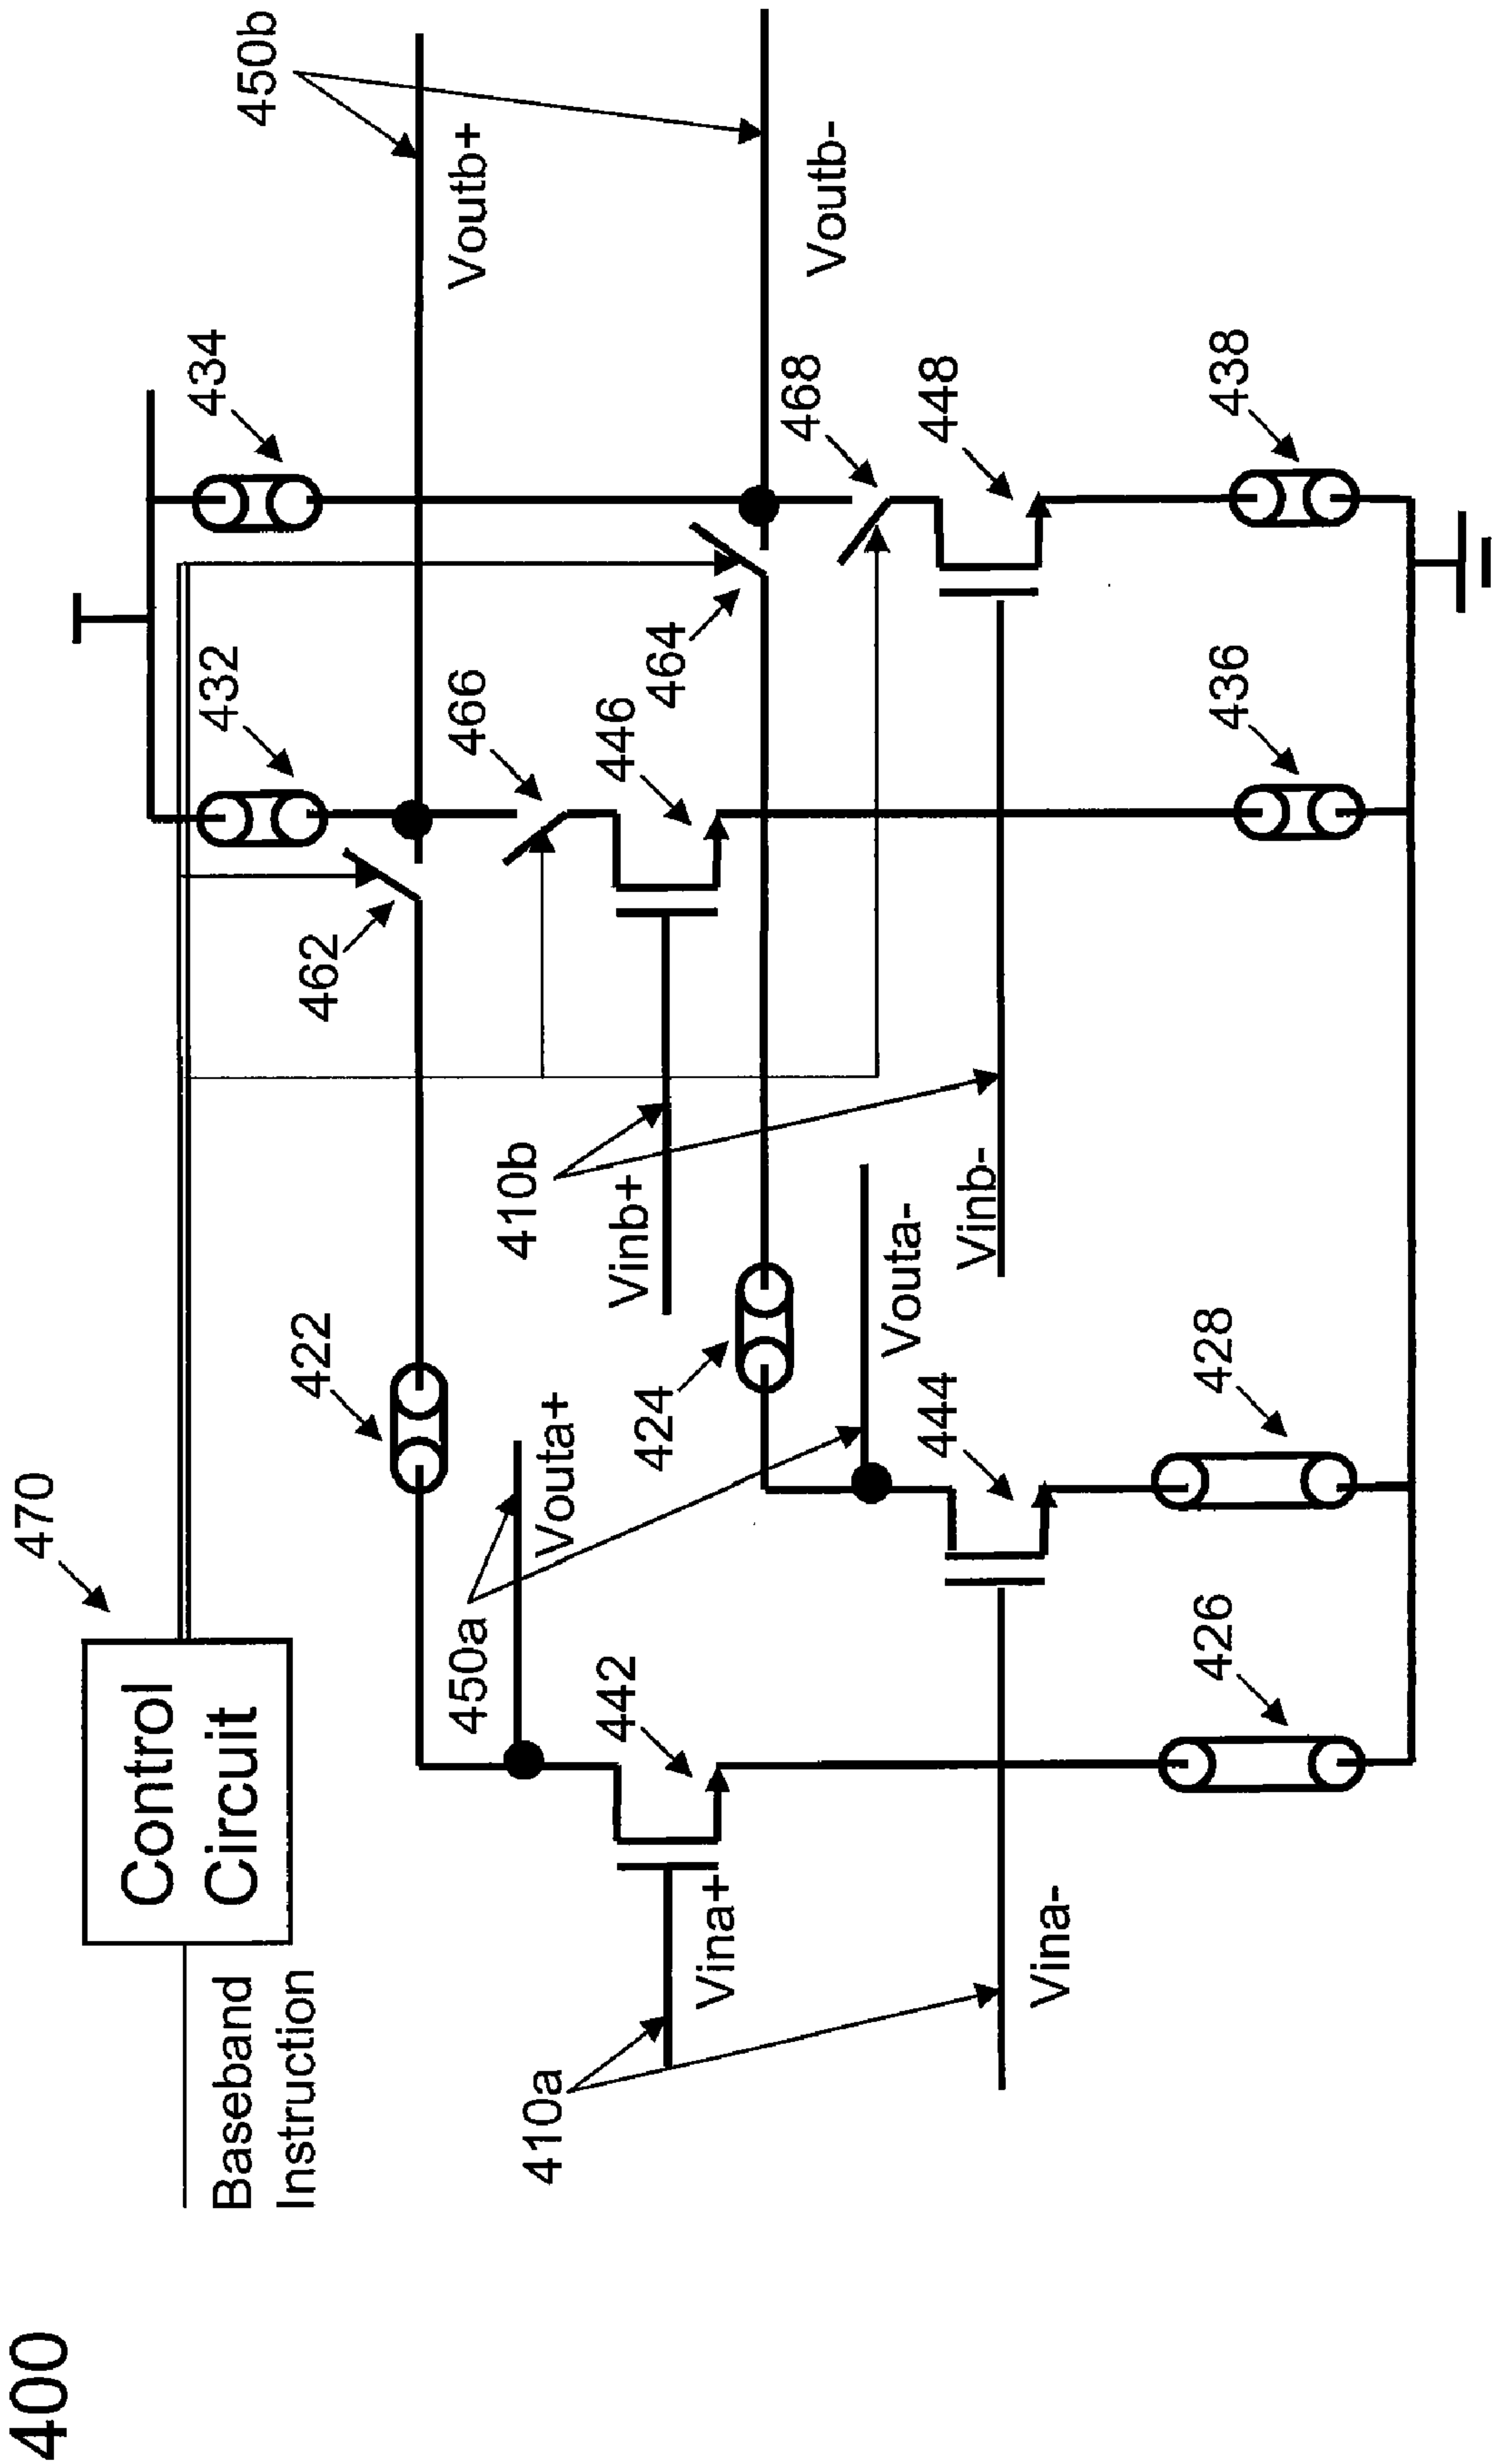 400
470
Control
Circuit
Baseband
Instruction
450b
Voutb+
Voutb-
434
432
462
466
446
464
468
448
438
436
410b
Vinb+
Vinb-
422
424
Vouta+
Vouta-
450a
442
444
428
426
410a
Vina+
Vina-